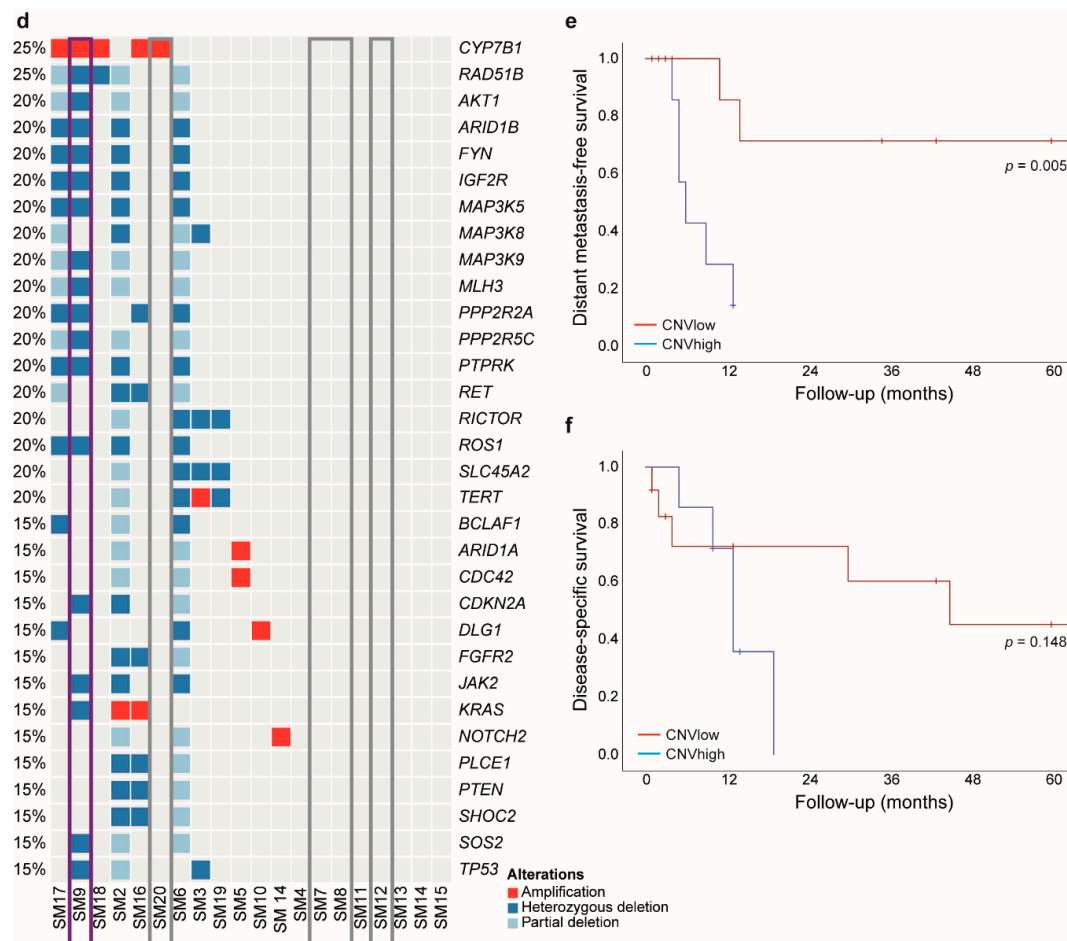 d
25% CYP7B1
25% RAD51B
20% AKT1
20% ARID1B
20% FYN
20% IGF2R
20% MAP3K5
20% MAP3K8
20% MAP3K9
20% MLH3
20% PPP2R2A
20% PPP2R5C
20% PTPRK
20% RET
20% RICTOR
20% ROS1
20% SLC45A2
20% TERT
15% BCLAF1
15% ARID1A
15% CDC42
15% CDKN2A
15% DLG1
15% FGFR2
15% JAK2
15% KRAS
15% NOTCH2
15% PLCE1
15% PTEN
15% SHOC2
15% SOS2
15% TP53
SM17 SM9 SM18 SM2 SM16 SM20 SM6 SM3 SM19 SM5 SM10 SM 14 SM4 SM7 SM8 SM11 SM12 SM13 SM14 SM15
Alterations
Amplification
Heterozygous deletion
Partial deletion
e
Distant metastasis-free survival
1.0
0.8
0.6
0.4
0.2
0.0
p = 0.005
CNVlow
CNVhigh
0 12 24 36 48 60
Follow-up (months)
f
Disease-specific survival
1.0
0.8
0.6
0.4
0.2
0.0
p = 0.148
CNVlow
CNVhigh
0 12 24 36 48 60
Follow-up (months)